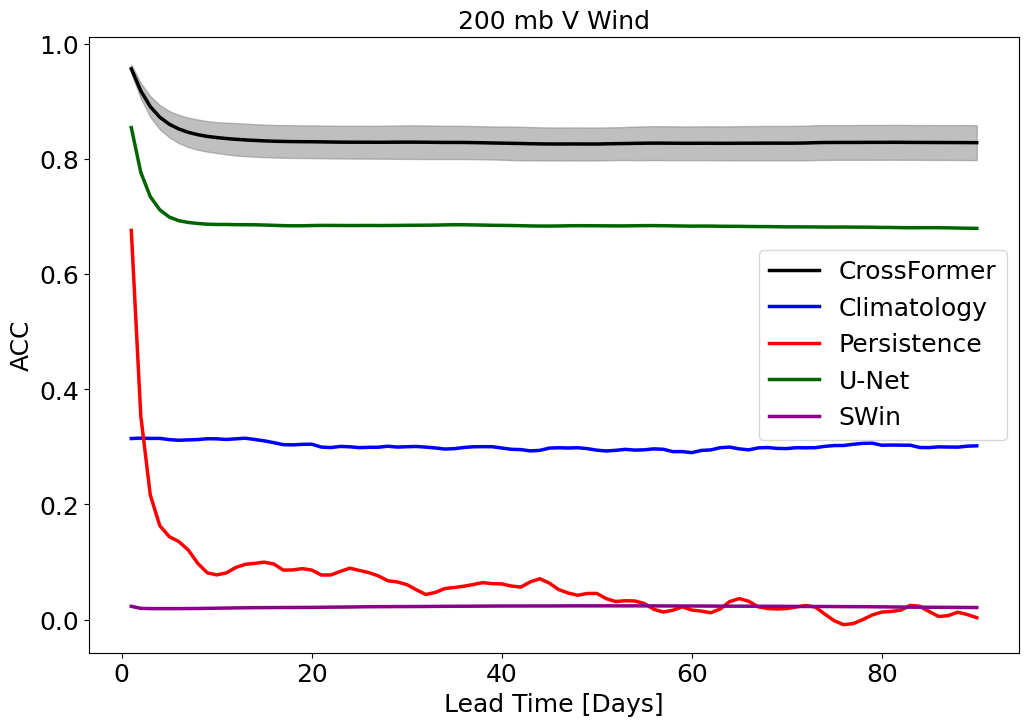 200 mb V Wind
1.0
0.8
0.6
0.4
0.2
0.0
ACC
CrossFormer
Climatology
Persistence
U-Net
SWin
0
20
40
60
80
Lead Time [Days]